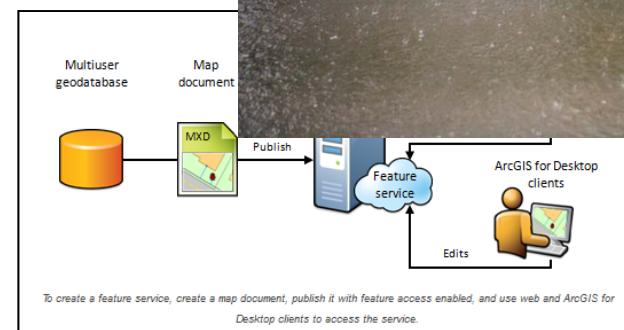 Multiuser
geodatabase
Map
document
MXD
Publish
Feature
service
ArcGIS for Desktop
clients
Edits
To create a feature service, create a map document, publish it with feature access enabled, and use web and ArcGIS for
Desktop clients to access the service.